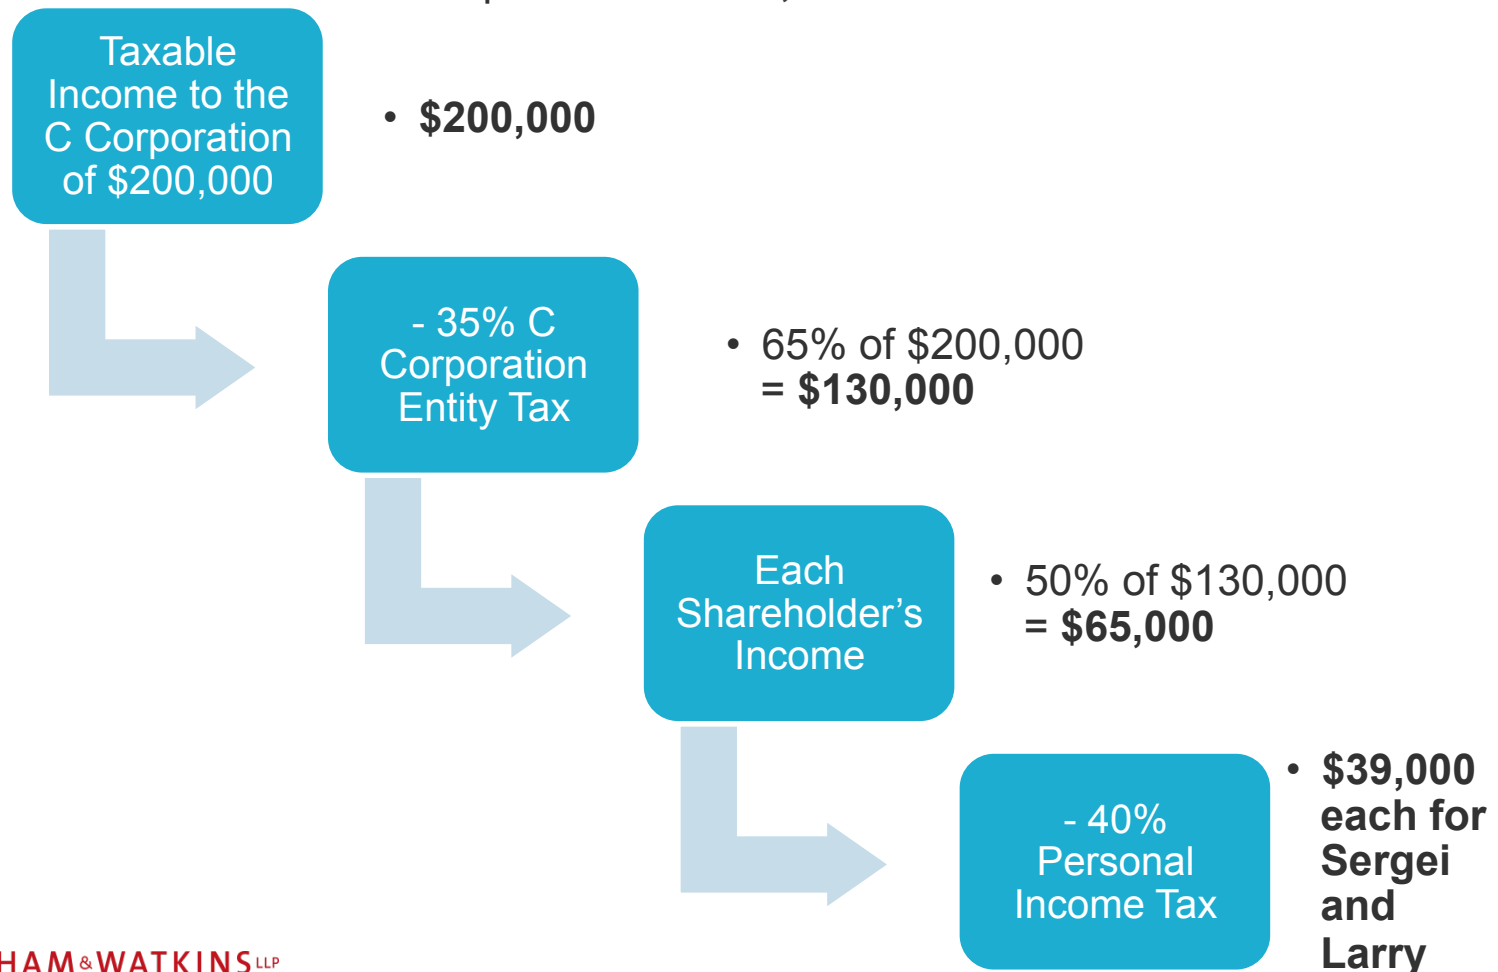 Taxable
Income to the
C Corporation
of $200,000
• $200,000
- 35% C
Corporation
Entity Tax
• 65% of $200,000
= $130,000
Each
Shareholder’s
Income
• 50% of $130,000
= $65,000
- 40%
Personal
Income Tax
• $39,000
each for
Sergei
and
Larry
HAM&WATKINS LLP